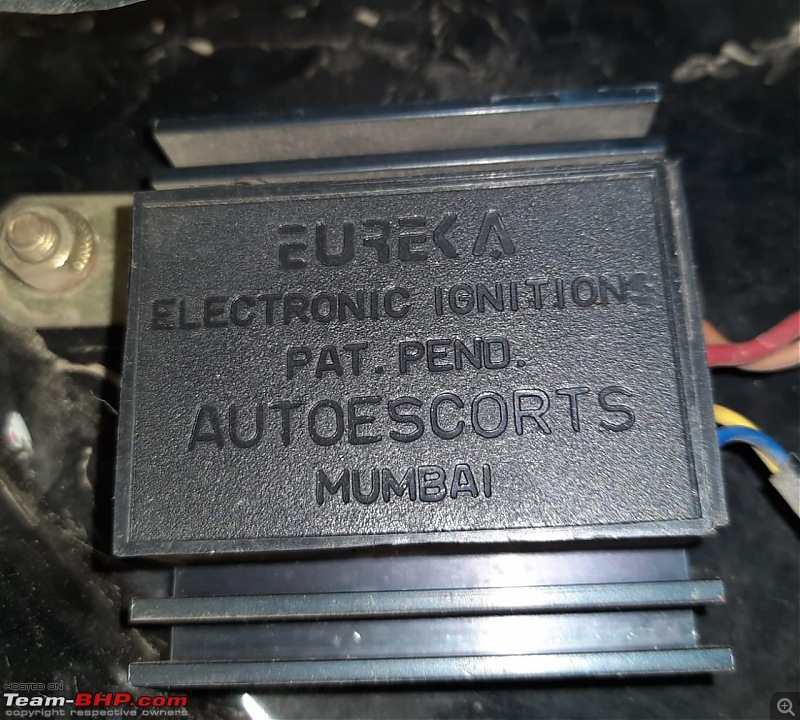 EUREKA
ELECTRONIC IGNITIONS
PAT. PEND.
AUTOESCORTS
MUMBAI
HOSTED ON
Team-BHP.com
copyright respective owners